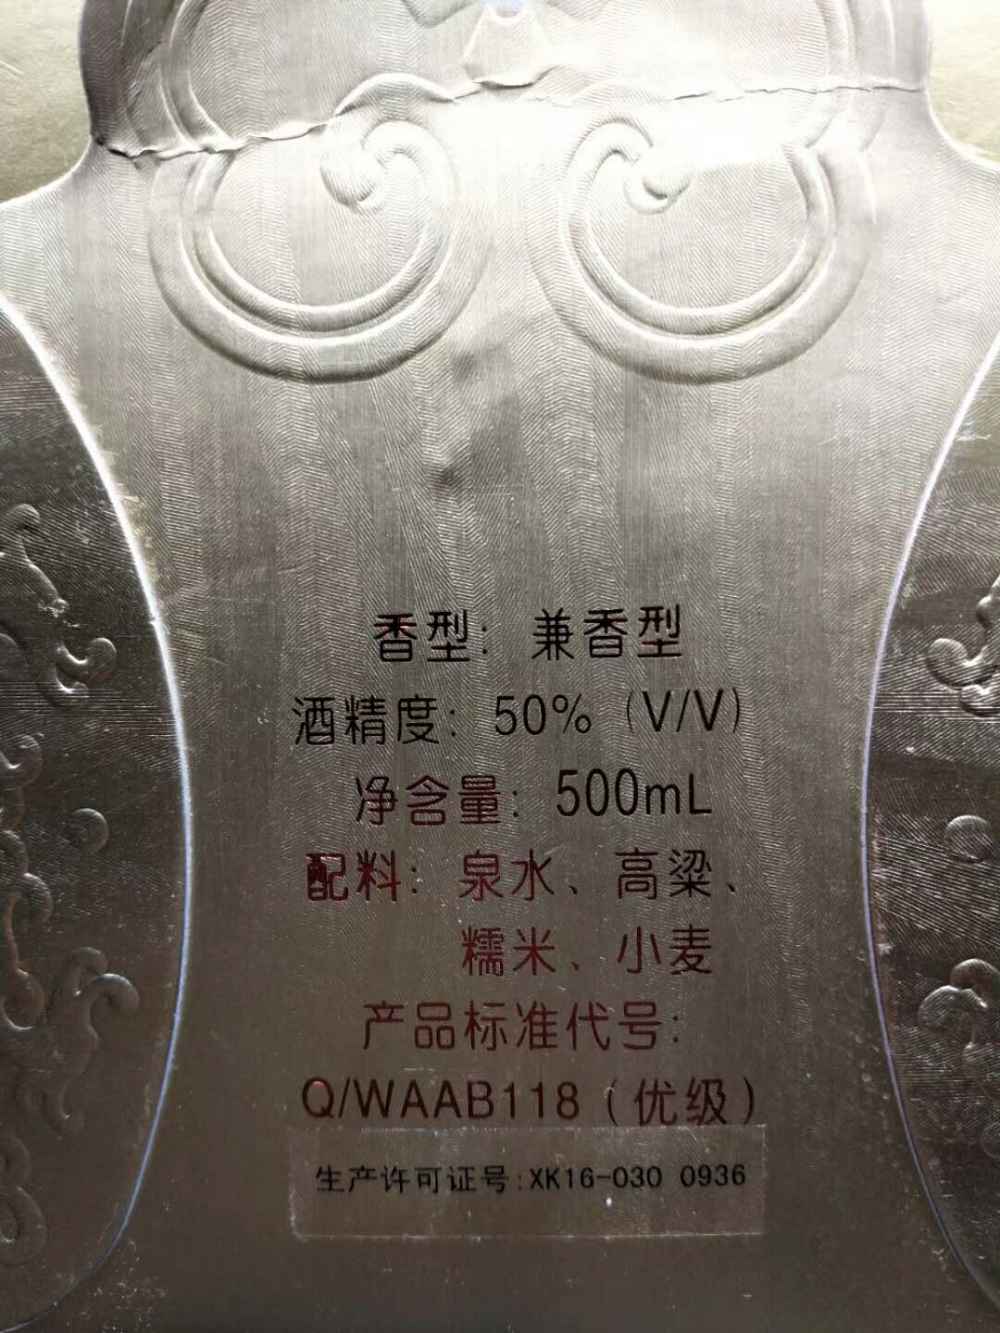 香型：兼香型
酒精度：50%（V/V）
净含量：500mL
配料：泉水、高粱、
糯米、小麦
产品标准代号：
Q/WAAB118（优级）
生产许可证号:XK16-030 0936